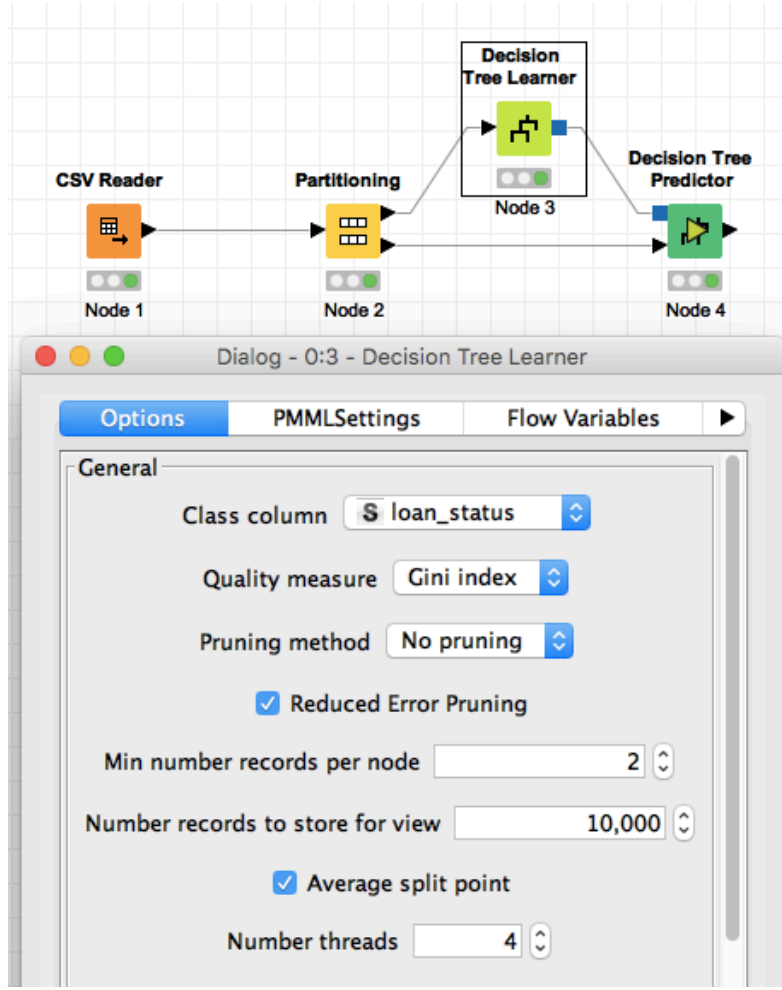 Decision
Tree Learner
Node 3
CSV Reader
Node 1
Partitioning
Node 2
Decision Tree
Predictor
Node 4
Dialog - 0:3 - Decision Tree Learner
Options PMMLSettings Flow Variables
General
Class column S loan_status
Quality measure Gini index
Pruning method No pruning
Reduced Error Pruning
Min number records per node 2
Number records to store for view 10,000
Average split point
Number threads 4